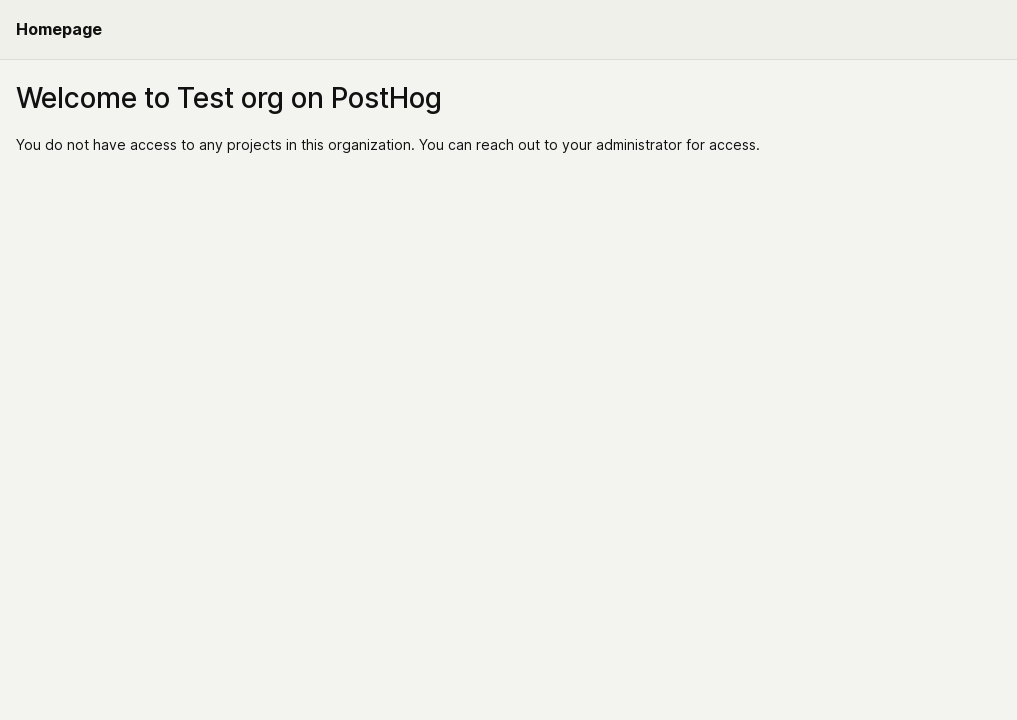 Homepage
Welcome to Test org on PostHog
You do not have access to any projects in this organization. You can reach out to your administrator for access.